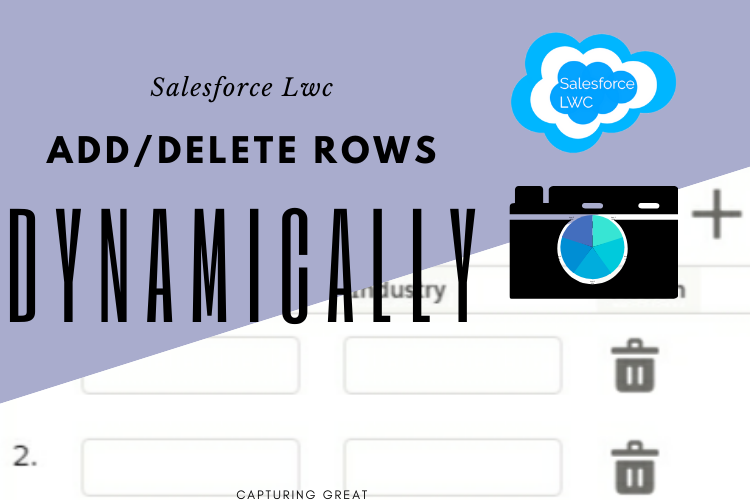 Salesforce Lwc
Salesforce
LWC
ADD/DELETE ROWS
DYNAMICALLY
Industry
2.
CAPTURING GREAT